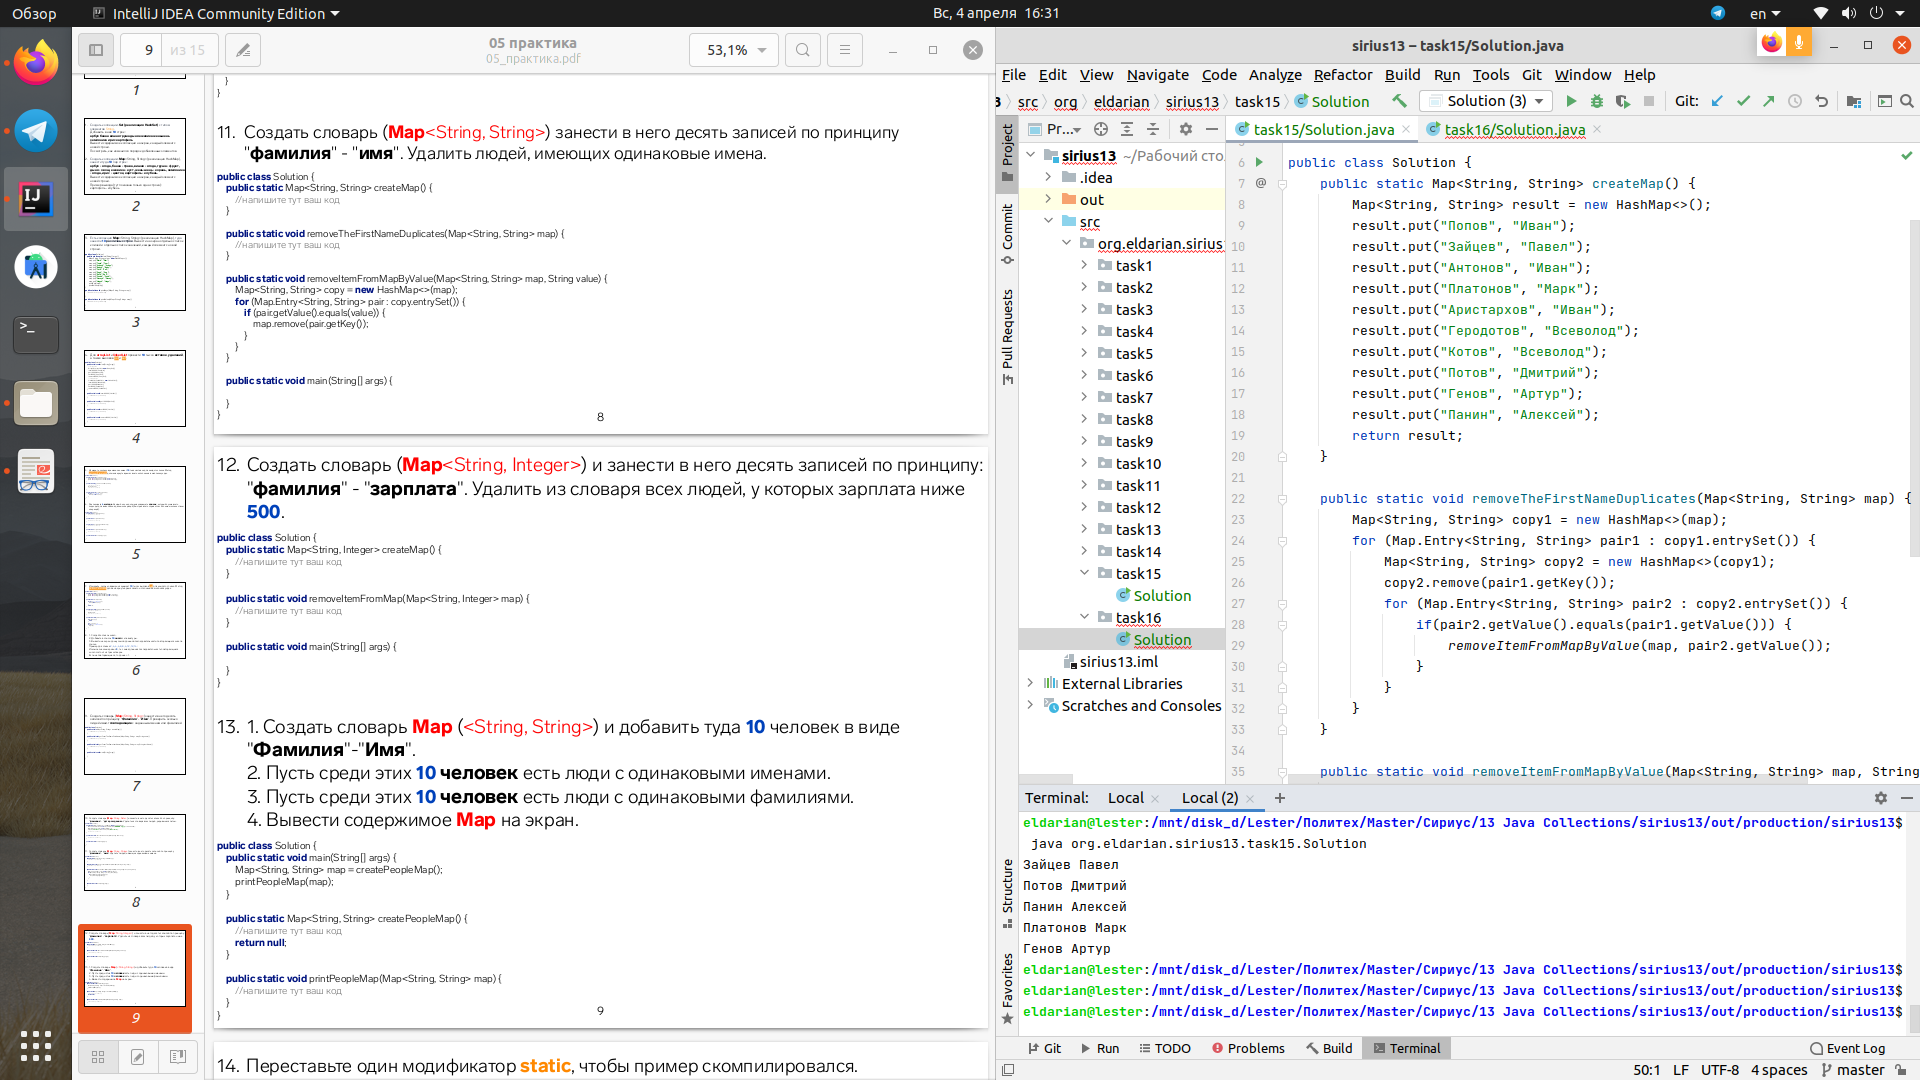 Обзор
IntelliJ IDEA Community Edition
Вс, 4 апреля 16:31
en
9 из 15
05 практика
05_практика.pdf
53,1%
1
2
3
4
5
6
7
8
9
}
}
11. Создать словарь (Map<String, String>) занести в него десять записей по принципу
"фамилия" - "имя". Удалить людей, имеющих одинаковые имена.
public class Solution {
public static Map<String, String> createMap() {
//напишите тут ваш код
}
public static void removeTheFirstNameDuplicates(Map<String, String> map) {
//напишите тут ваш код
}
public static void removeItemFromMapByValue(Map<String, String> map, String value) {
Map<String, String> copy = new HashMap<>(map);
for (Map.Entry<String, String> pair : copy.entrySet()) {
if (pair.getValue().equals(value)) {
map.remove(pair.getKey());
}
}
}
public static void main(String[] args) {
}
}
8
12. Создать словарь (Map<String, Integer>) и занести в него десять записей по принципу:
"фамилия" - "зарплата". Удалить из словаря всех людей, у которых зарплата ниже
500.
public class Solution {
public static Map<String, Integer> createMap() {
//напишите тут ваш код
}
public static void removeItemFromMap(Map<String, Integer> map) {
//напишите тут ваш код
}
public static void main(String[] args) {
}
}
13. 1. Создать словарь Map (<String, String>) и добавить туда 10 человек в виде
"Фамилия"-"Имя".
2. Пусть среди этих 10 человек есть люди с одинаковыми именами.
3. Пусть среди этих 10 человек есть люди с одинаковыми фамилиями.
4. Вывести содержимое Map на экран.
public class Solution {
public static void main(String[] args) {
Map<String, String> map = createPeopleMap();
printPeopleMap(map);
}
public static Map<String, String> createPeopleMap() {
//напишите тут ваш код
return null;
}
public static void printPeopleMap(Map<String, String> map) {
//напишите тут ваш код
}
}
9
14. Переставьте один модификатор static, чтобы пример скомпилировался.
sirius13 – task15/Solution.java
File Edit View Navigate Code Analyze Refactor Build Run Tools Git Window Help
3 src org eldarian sirius13 task15 Solution
Solution (3)
Git:
Project
Commit
Pull Requests
Structure
Favorites
Pr...
sirius13 ~/Рабочий сто
.idea
out
src
org.eldarian.sirius
task1
task2
task3
task4
task5
task6
task7
task8
task9
task10
task11
task12
task13
task14
task15
Solution
task16
Solution
sirius13.iml
External Libraries
Scratches and Consoles
task15/Solution.java task16/Solution.java
6 public class Solution {
7 @ public static Map<String, String> createMap() {
8 Map<String, String> result = new HashMap<>();
9 result.put("Попов", "Иван");
10 result.put("Зайцев", "Павел");
11 result.put("Антонов", "Иван");
12 result.put("Платонов", "Марк");
13 result.put("Аристархов", "Иван");
14 result.put("Геродотов", "Всеволод");
15 result.put("Котов", "Всеволод");
16 result.put("Потов", "Дмитрий");
17 result.put("Генов", "Артур");
18 result.put("Панин", "Алексей");
19 return result;
20 }
21
22 public static void removeTheFirstNameDuplicates(Map<String, String> map) {
23 Map<String, String> copy1 = new HashMap<>(map);
24 for (Map.Entry<String, String> pair1 : copy1.entrySet()) {
25 Map<String, String> copy2 = new HashMap<>(copy1);
26 copy2.remove(pair1.getKey());
27 for (Map.Entry<String, String> pair2 : copy2.entrySet()) {
28 if(pair2.getValue().equals(pair1.getValue())) {
29 removeItemFromMapByValue(map, pair2.getValue());
30 }
31 }
32 }
33 }
34
35 public static void removeItemFromMapByValue(Map<String, String> map, String
Terminal: Local Local (2)
eldarian@lester:/mnt/disk_d/Lester/Политех/Master/Сириус/13 Java Collections/sirius13/out/production/sirius13$
java org.eldarian.sirius13.task15.Solution
Зайцев Павел
Потов Дмитрий
Панин Алексей
Платонов Марк
Генов Артур
eldarian@lester:/mnt/disk_d/Lester/Политех/Master/Сириус/13 Java Collections/sirius13/out/production/sirius13$
eldarian@lester:/mnt/disk_d/Lester/Политех/Master/Сириус/13 Java Collections/sirius13/out/production/sirius13$
eldarian@lester:/mnt/disk_d/Lester/Политех/Master/Сириус/13 Java Collections/sirius13/out/production/sirius13$
Git Run TODO Problems Build Terminal Event Log
50:1 LF UTF-8 4 spaces master